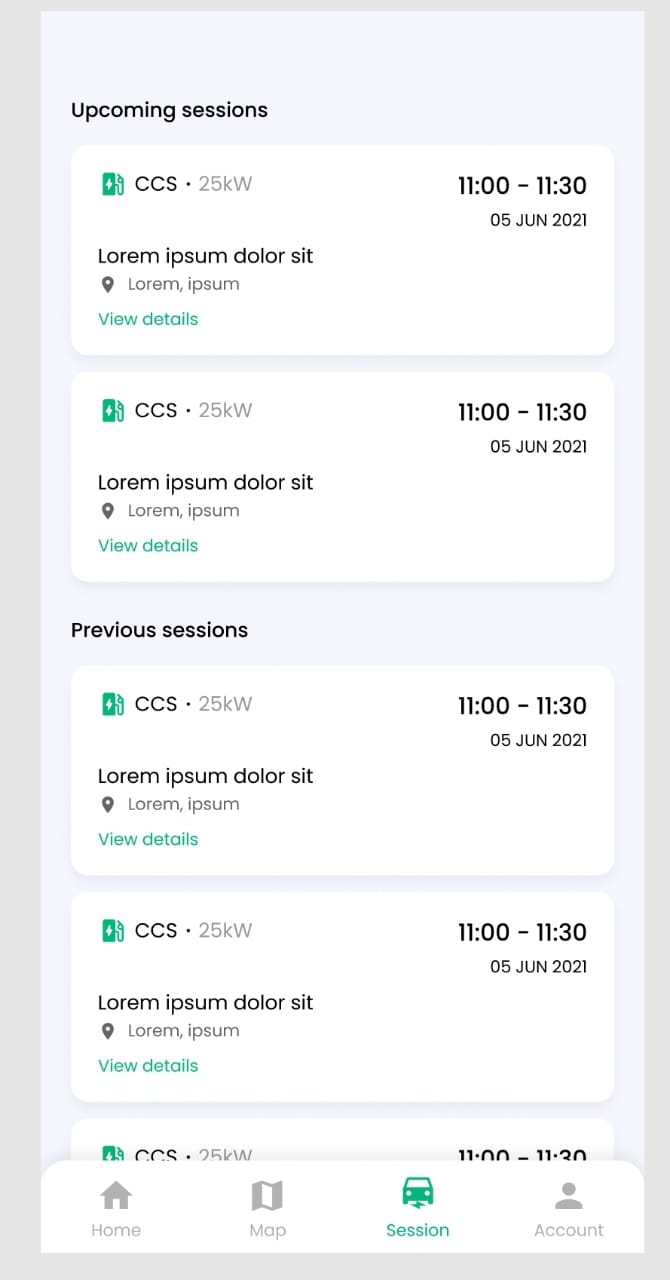 Upcoming sessions
CCS • 25kW
11:00 - 11:30
05 JUN 2021
Lorem ipsum dolor sit
Lorem, ipsum
View details
CCS • 25kW
11:00 - 11:30
05 JUN 2021
Lorem ipsum dolor sit
Lorem, ipsum
View details
Previous sessions
CCS • 25kW
11:00 - 11:30
05 JUN 2021
Lorem ipsum dolor sit
Lorem, ipsum
View details
CCS • 25kW
11:00 - 11:30
05 JUN 2021
Lorem ipsum dolor sit
Lorem, ipsum
View details
CCS • 25kW
11:00 - 11:30
Home
Map
Session
Account